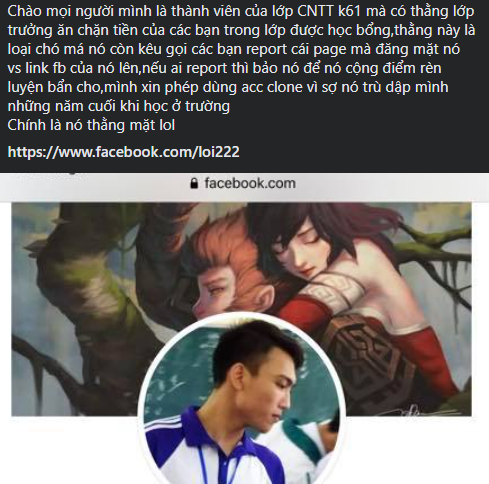 Chào mọi người mình là thành viên của lớp CNTT k61 mà có thằng lớp
trưởng ăn chặn tiền của các bạn trong lớp được học bổng,thằng này là
loại chó má nó còn kêu gọi các bạn report cái page mà đăng mặt nó
vs link fb của nó lên,nếu ai report thì bảo nó để nó cộng điểm rèn
luyện bẩn cho,mình xin phép dùng acc clone vì sợ nó trù dập mình
những năm cuối khi học ở trường
Chính là nó thằng mặt lol
https://www.facebook.com/loi222
facebook.com